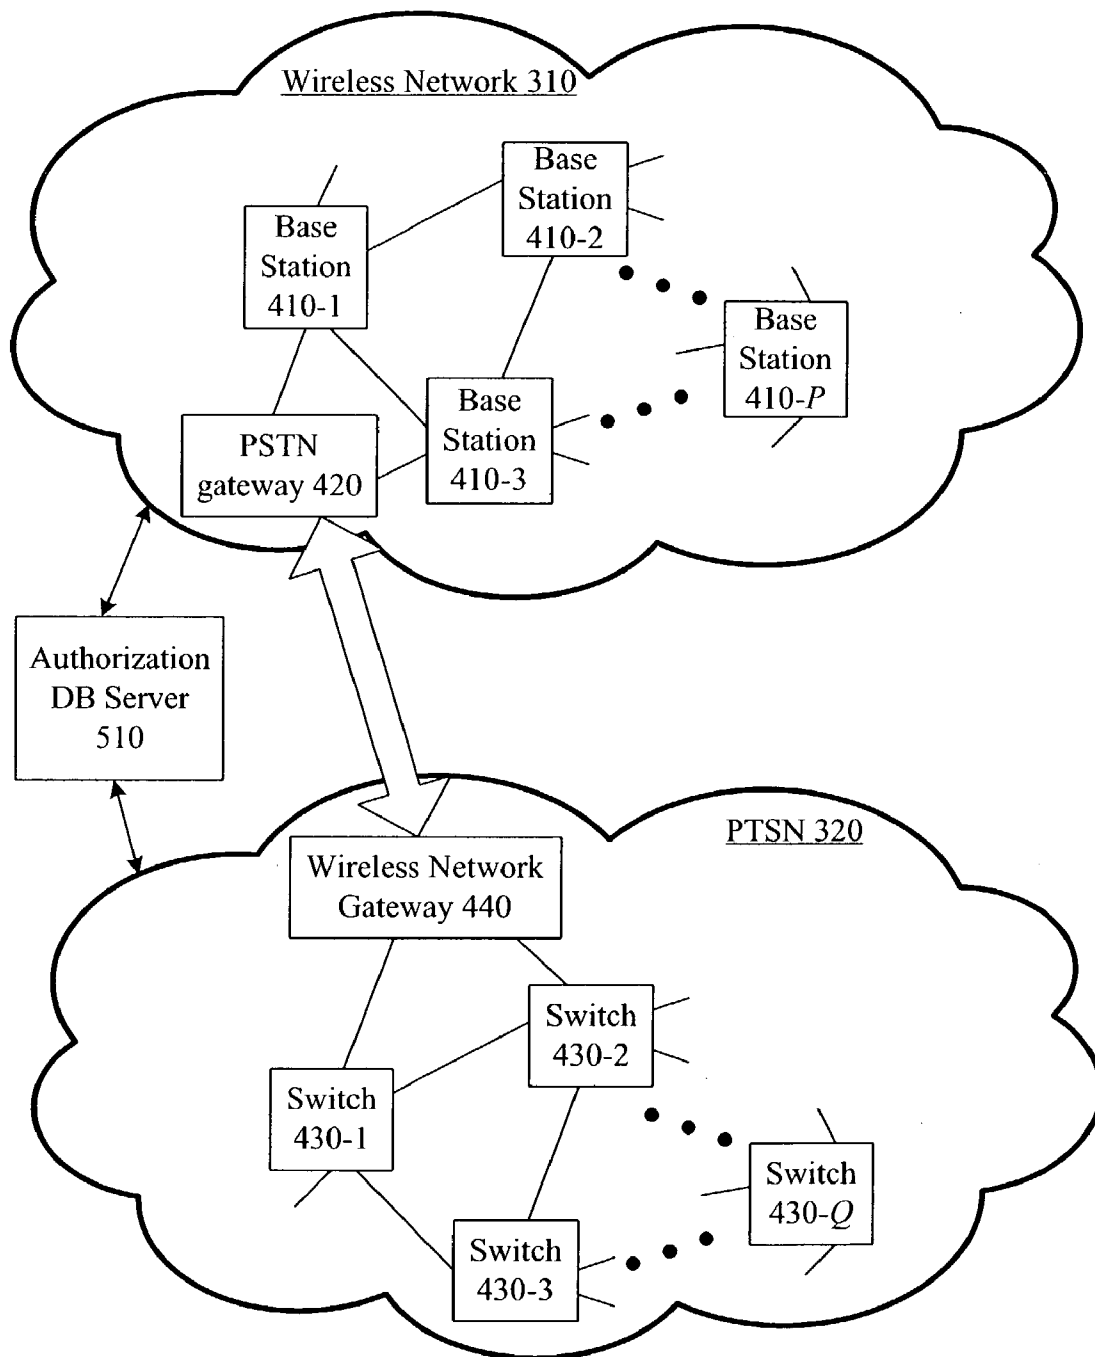 Wireless Network 310
Base
Station
410-1
Base
Station
410-2
Base
Station
410-3
Base
Station
410-P
PSTN
gateway 420
Authorization
DB Server
510
PTSN 320
Wireless Network
Gateway 440
Switch
430-1
Switch
430-2
Switch
430-3
Switch
430-Q